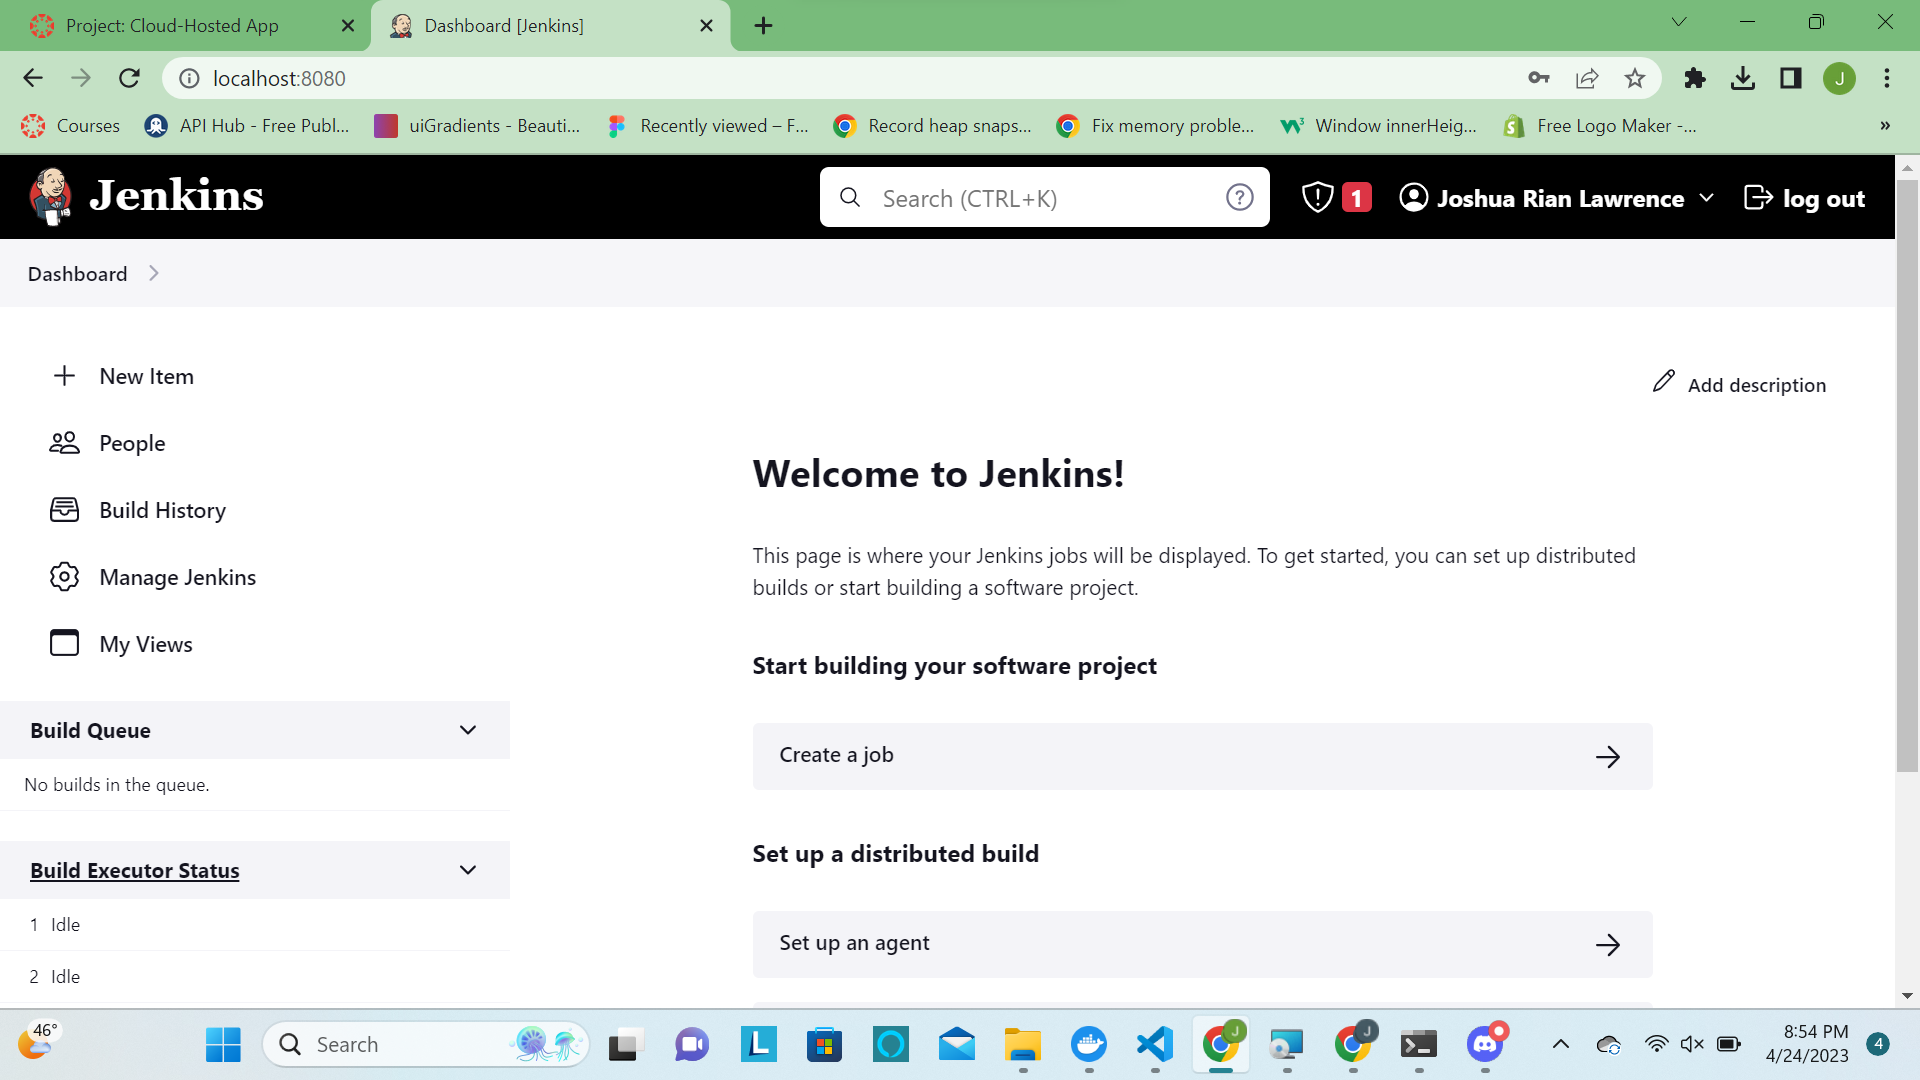 Project: Cloud-Hosted App
Dashboard [Jenkins]
localhost:8080
J
Courses
API Hub - Free Publ...
uiGradients - Beauti...
Recently viewed – F...
Record heap snaps...
Fix memory proble...
Window innerHeig...
Free Logo Maker -...
»
Jenkins
Search (CTRL+K)
1
Joshua Rian Lawrence
log out
Dashboard
New Item
People
Build History
Manage Jenkins
My Views
Build Queue
No builds in the queue.
Build Executor Status
1 Idle
2 Idle
Add description
Welcome to Jenkins!
This page is where your Jenkins jobs will be displayed. To get started, you can set up distributed
builds or start building a software project.
Start building your software project
Create a job
Set up a distributed build
Set up an agent
46°
Search
L
J
J
8:54 PM
4/24/2023
4